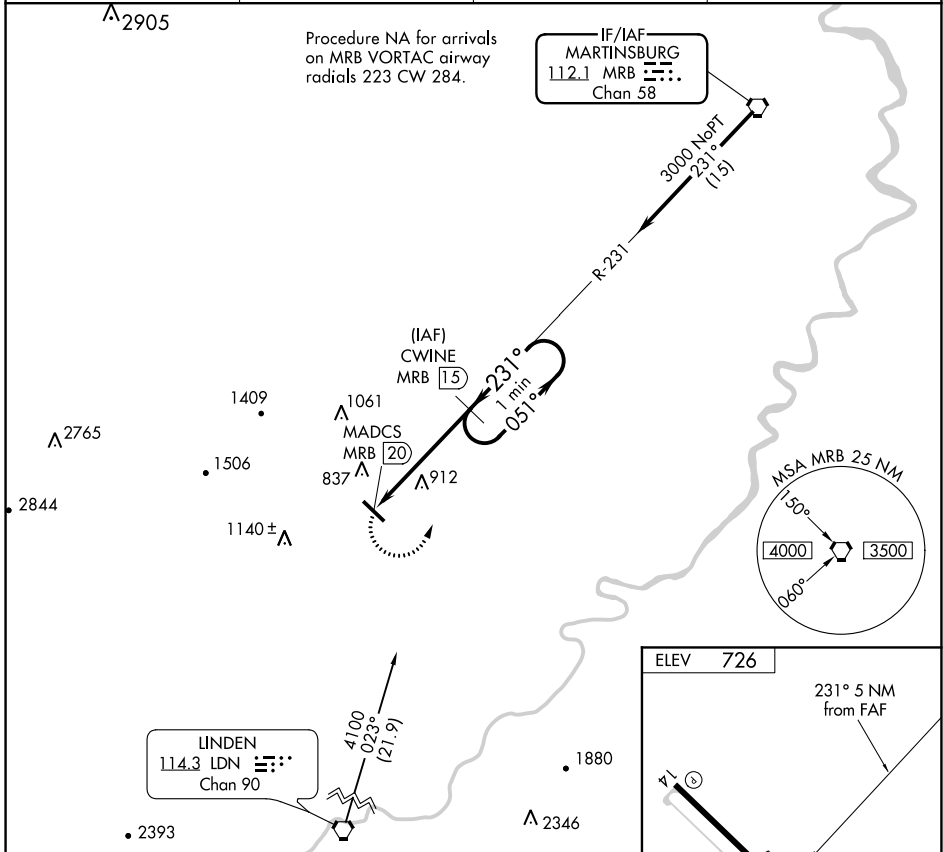 2905
Procedure NA for arrivals
on MRB VORTAC airway
radials 223 CW 284.
IF/IAF
MARTINSBURG
112.1 MRB
Chan 58
3000 NoPT
231°
(15)
R-231
(IAF)
CWINE
MRB 15
231°
1 min
051°
1409
1061
2765
MADCS
MRB 20
1506
837
912
2844
1140 ±
MSA MRB 25 NM
150°
4000
3500
060°
ELEV 726
231° 5 NM
from FAF
14
P
4100
023°
(21.9)
LINDEN
114.3 LDN
Chan 90
1880
2346
2393